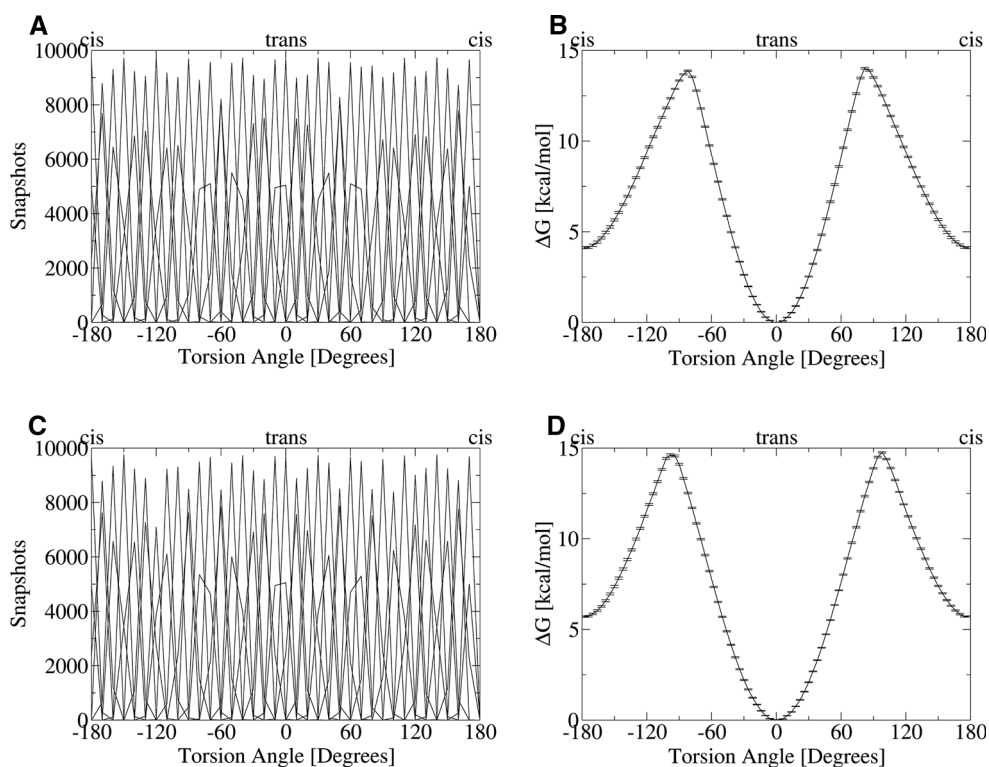 A B
cis trans cis cis trans cis
10000 15
8000
6000 10
Snapshots ΔG [kcal/mol]
4000 5
2000
0 0
-180 -120 -60 0 60 120 180 -180 -120 -60 0 60 120 180
Torsion Angle [Degrees] Torsion Angle [Degrees]
C D
cis trans cis cis trans cis
10000 15
8000
6000 10
Snapshots ΔG [kcal/mol]
4000 5
2000
0 0
-180 -120 -60 0 60 120 180 -180 -120 -60 0 60 120 180
Torsion Angle [Degrees] Torsion Angle [Degrees]